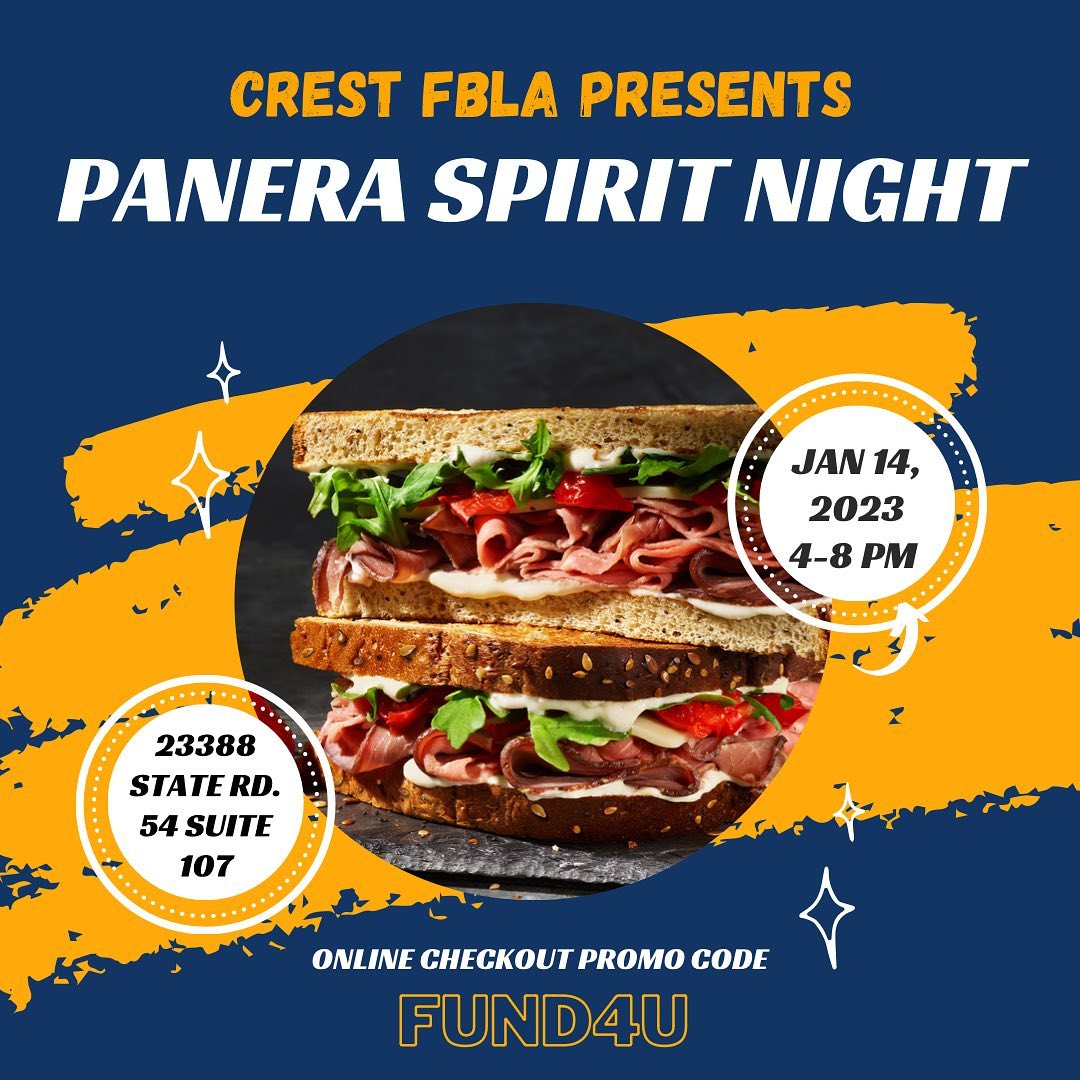 CREST FBLA PRESENTS
PANERA SPIRIT NIGHT
JAN 14,
2023
4-8 PM
23388
STATE RD.
54 SUITE
107
ONLINE CHECKOUT PROMO CODE
FUND4U